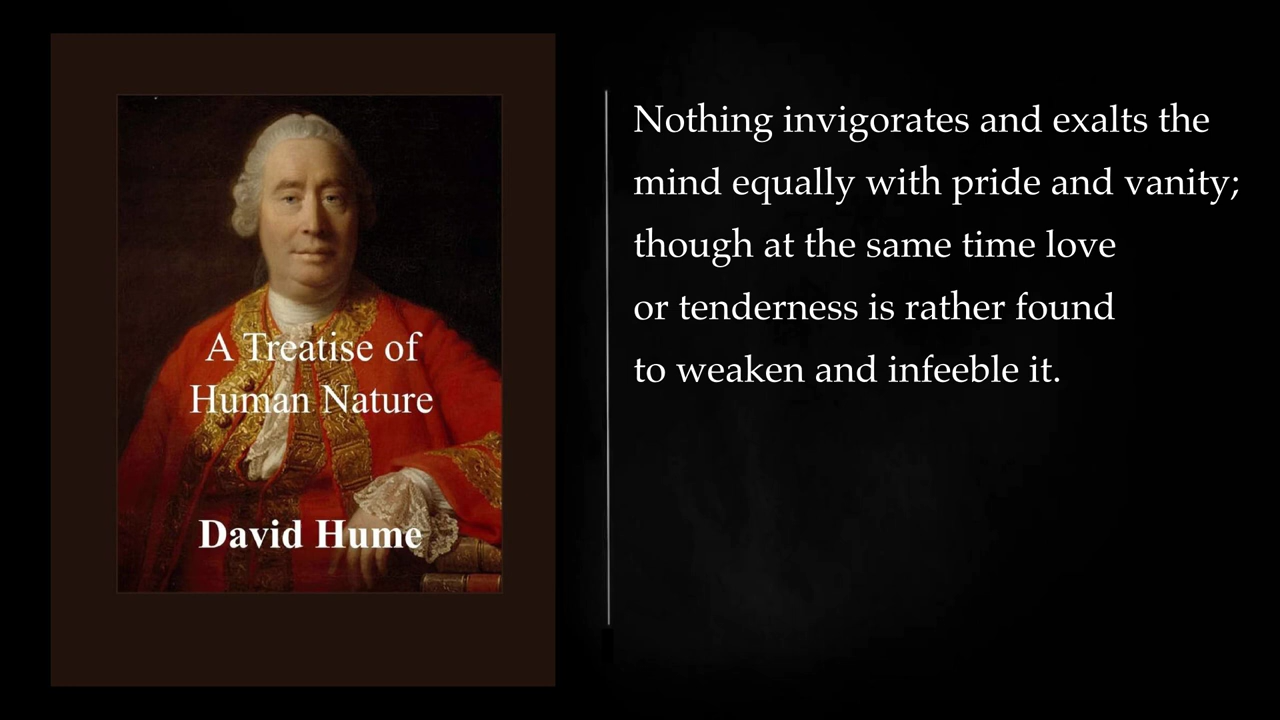 A Treatise of
Human Nature
David Hume
Nothing invigorates and exalts the
mind equally with pride and vanity;
though at the same time love
or tenderness is rather found
to weaken and infeeble it.